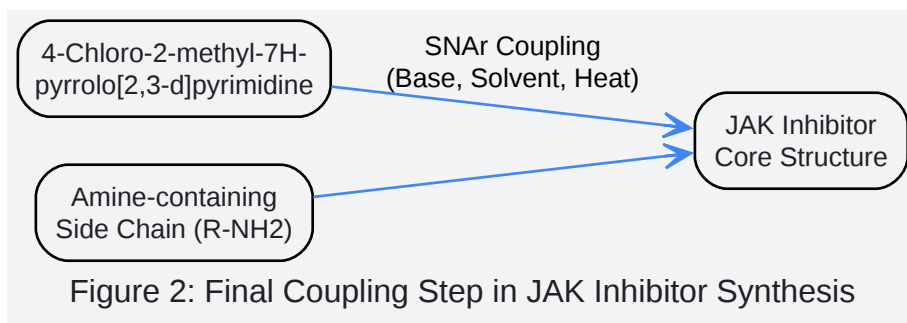 4-Chloro-2-methyl-7H-
pyrrolo[2,3-d]pyrimidine
SNAr Coupling
(Base, Solvent, Heat)
JAK Inhibitor
Core Structure
Amine-containing
Side Chain (R-NH2)
Figure 2: Final Coupling Step in JAK Inhibitor Synthesis